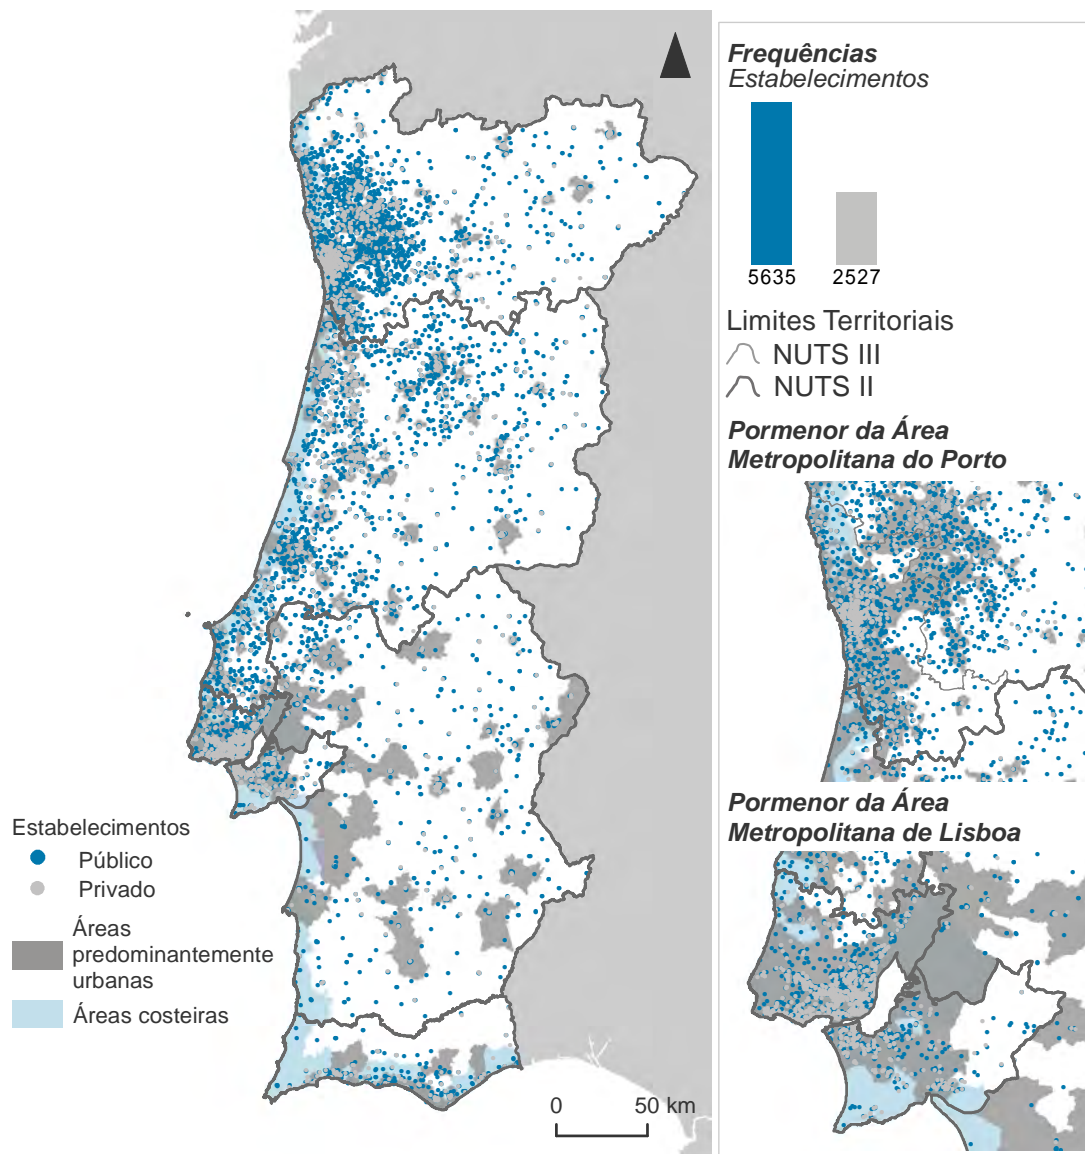 Frequências
Estabelecimentos
5635
2527
Limites Territoriais
NUTS III
NUTS II
Pormenor da Área
Metropolitana do Porto
Pormenor da Área
Metropolitana de Lisboa
Estabelecimentos
Público
Privado
Áreas
predominantemente
urbanas
Áreas costeiras
0
50 km